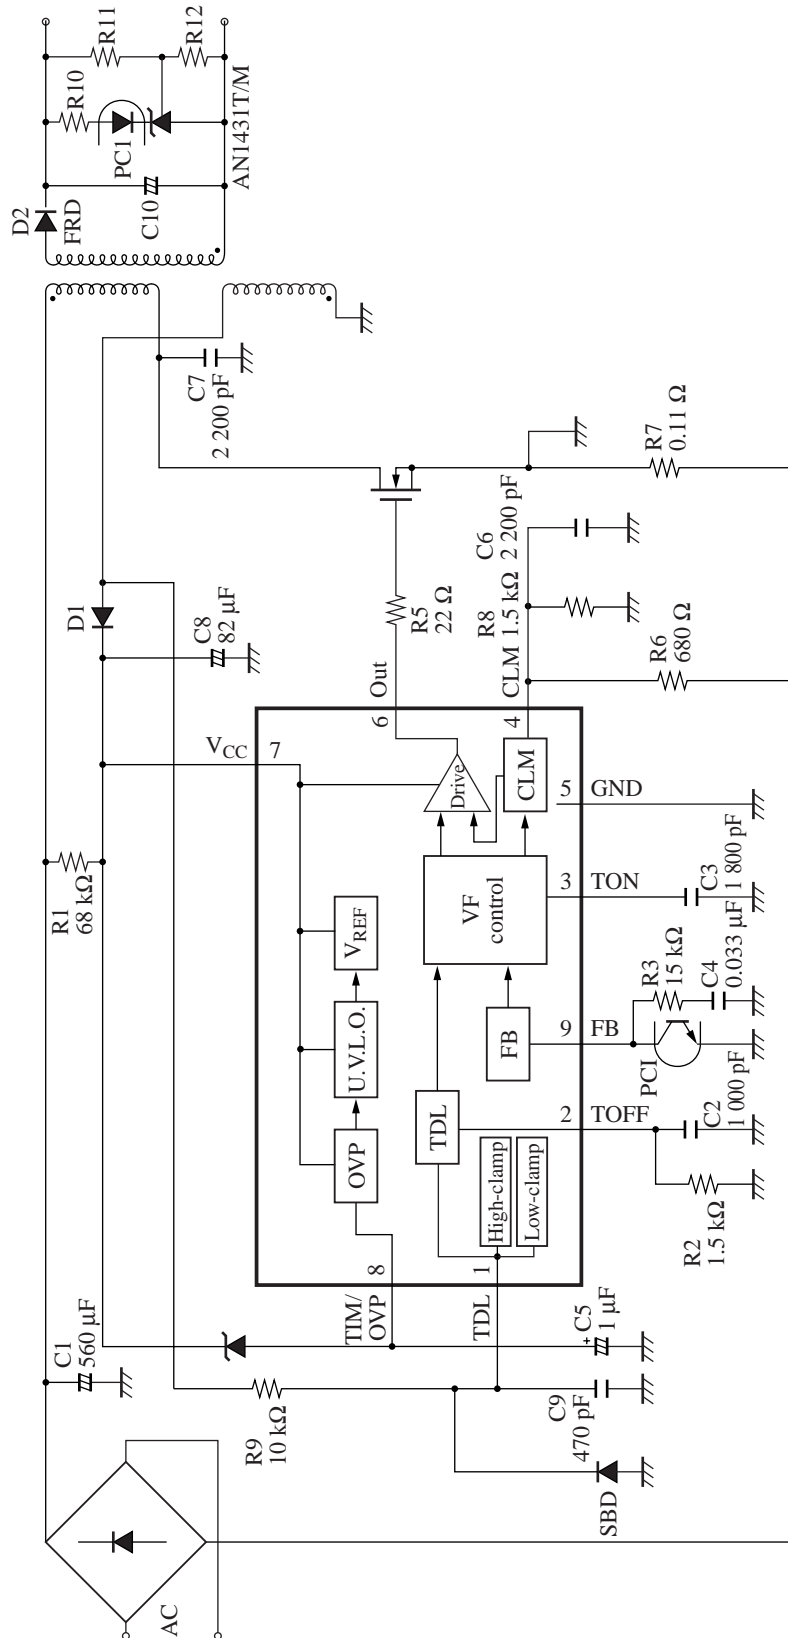 R11
R12
R10
PC1
AN1431T/M
D2
FRD
C10
C7
2 200 pF
D1
C8
82 µF
R5
22 Ω
C6
2 200 pF
R8
1.5 kΩ
R7
0.11 Ω
R6
680 Ω
Out
6
CLM
4
VCC
7
R1
68 kΩ
Drive
CLM
5
GND
VREF
VF
control
3
TON
C3
1 800 pF
U.V.L.O.
FB
9
FB
R3
15 kΩ
C4
0.033 µF
PCI
OVP
TDL
2
TOFF
C2
1 000 pF
High-clamp
Low-clamp
R2
1.5 kΩ
8
TIM/
OVP
1
TDL
C1
560 µF
+
C5
1 µF
R9
10 kΩ
C9
470 pF
SBD
AC